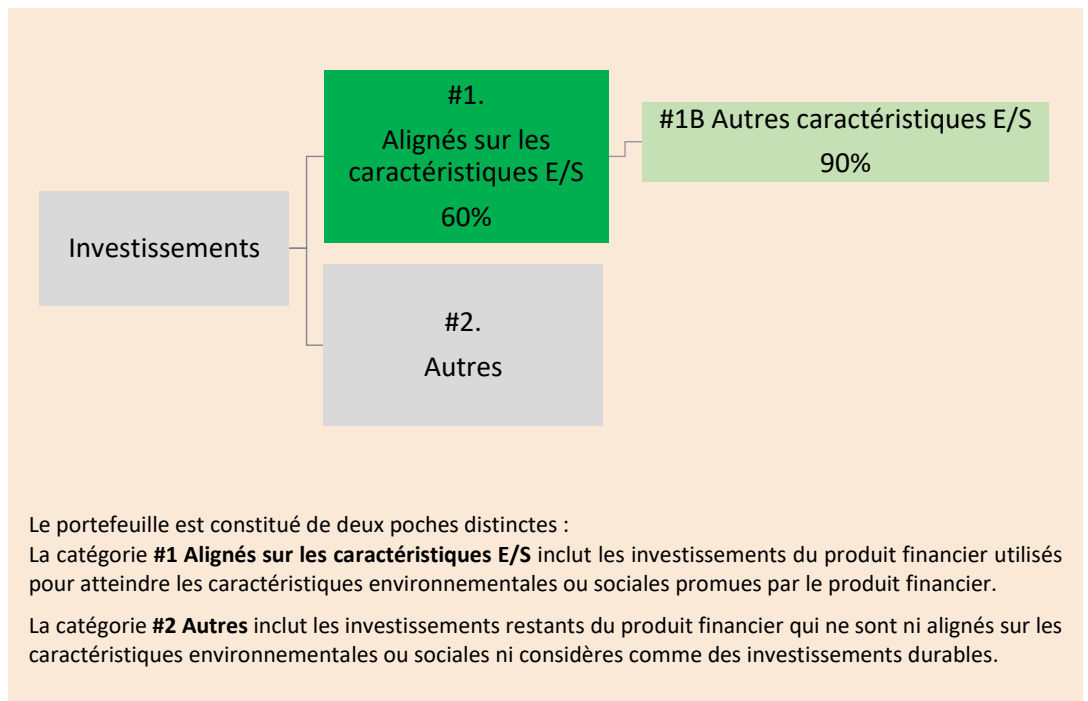 #1.
Alignés sur les
caractéristiques E/S
60%
#1B Autres caractéristiques E/S
90%
Investissements
#2.
Autres
Le portefeuille est constitué de deux poches distinctes :
La catégorie #1 Alignés sur les caractéristiques E/S inclut les investissements du produit financier utilisés
pour atteindre les caractéristiques environnementales ou sociales promues par le produit financier.
La catégorie #2 Autres inclut les investissements restants du produit financier qui ne sont ni alignés sur les
caractéristiques environnementales ou sociales ni considères comme des investissements durables.